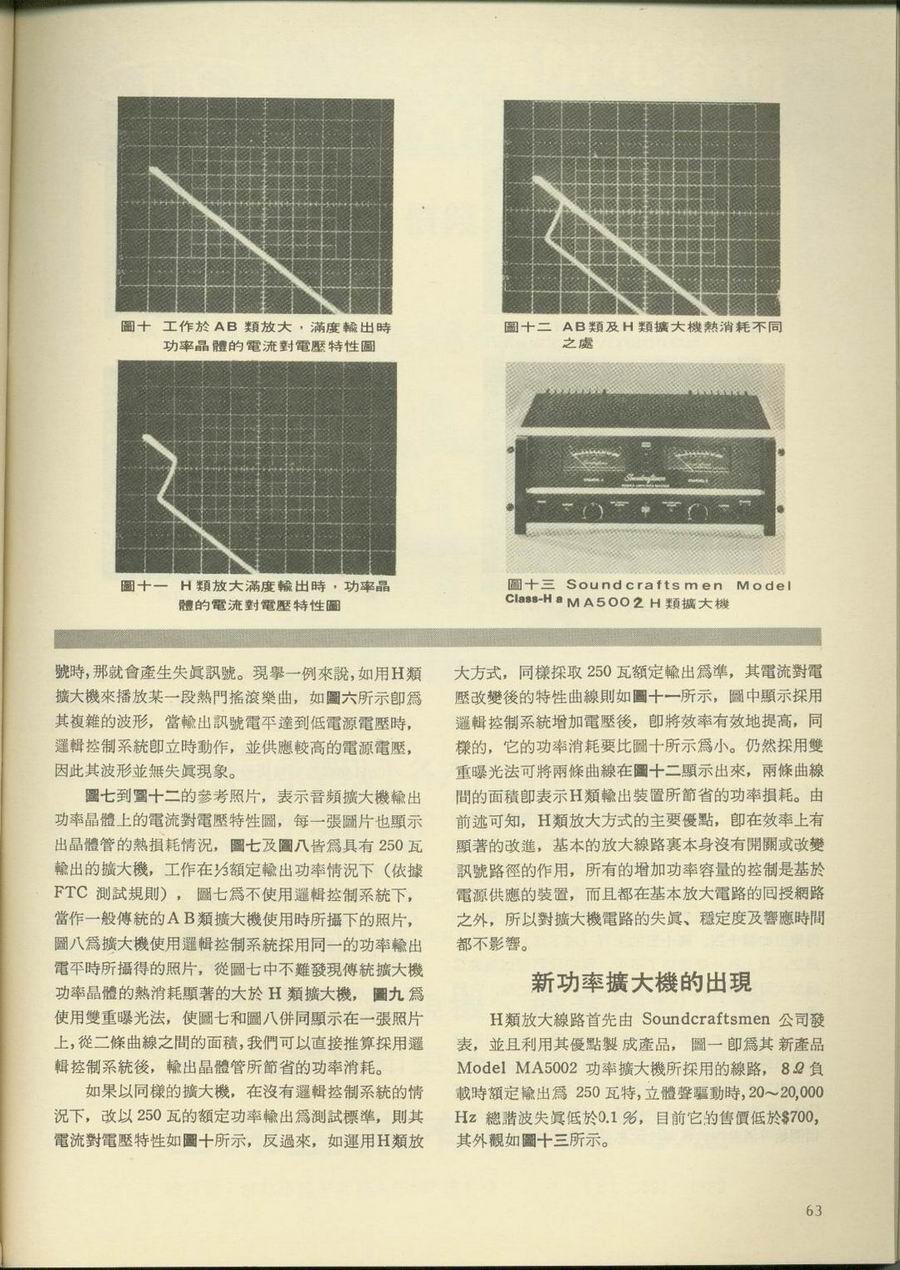 圖十 工作於AB 類放大，滿度輸出時
功率晶體的電流對電壓特性圖
圖十二 AB類及H類擴大機熱消耗不同
之處
圖十一 H類放大滿度輸出時，功率晶
體的電流對電壓特性圖
Soundcraftsmen
圖十三 Soundcraftsmen Model
Class-H a MA5002 H類擴大機
號時，那就會產生失眞訊號。現舉一例來說，如用H類
擴大機來播放某一段熱門搖滾樂曲，如圖六所示卽爲
其複雜的波形，當輸出訊號電平達到低電源電壓時，
邏輯控制系統卽立時動作，並供應較高的電源電壓，
因此其波形並無失眞現象。
圖七到圖十二的參考照片，表示音頻擴大機輸出
功率晶體上的電流對電壓特性圖，每一張圖片也顯示
出晶體管的熱損耗情況，圖七及圖八皆爲具有 250 瓦
輸出的擴大機，工作在⅓額定輸出功率情況下（依據
FTC 測試規則），圖七爲不使用邏輯控制系統下，
當作一般傳統的AB類擴大機使用時所攝下的照片，
圖八爲擴大機使用邏輯控制系統採用同一的功率輸出
電平時所攝得的照片，從圖七中不難發現傳統擴大機
功率晶體的熱消耗顯著的大於 H 類擴大機，圖九爲
使用雙重曝光法，使圖七和圖八併同顯示在一張照片
上，從二條曲線之間的面積，我們可以直接推算採用邏
輯控制系統後，輸出晶體管所節省的功率消耗。
如果以同樣的擴大機，在沒有邏輯控制系統的情
況下，改以 250 瓦的額定功率輸出爲測試標準，則其
電流對電壓特性如圖十所示，反過來，如運用H類放
大方式，同樣採取 250 瓦額定輸出爲準，其電流對電
壓改變後的特性曲線則如圖十一所示，圖中顯示採用
邏輯控制系統增加電壓後，卽將效率有效地提高，同
樣的，它的功率消耗要比圖十所示爲小。仍然採用雙
重曝光法可將兩條曲線在圖十二顯示出來，兩條曲線
間的面積卽表示H類輸出裝置所節省的功率損耗。由
前述可知，H類放大方式的主要優點，卽在效率上有
顯著的改進，基本的放大線路裏本身沒有開關或改變
訊號路徑的作用，所有的增加功率容量的控制是基於
電源供應的裝置，而且都在基本放大電路的囘授網路
之外，所以對擴大機電路的失眞、穩定度及響應時間
都不影響。
新功率擴大機的出現
H類放大線路首先由 Soundcraftsmen 公司發
表，並且利用其優點製成產品，圖一卽爲其新產品
Model MA5002 功率擴大機所採用的線路，8Ω負
載時額定輸出爲 250 瓦特，立體聲驅動時，20～20,000
Hz 總諧波失眞低於0.1%，目前它的售價低於$700，
其外觀如圖十三所示。
63